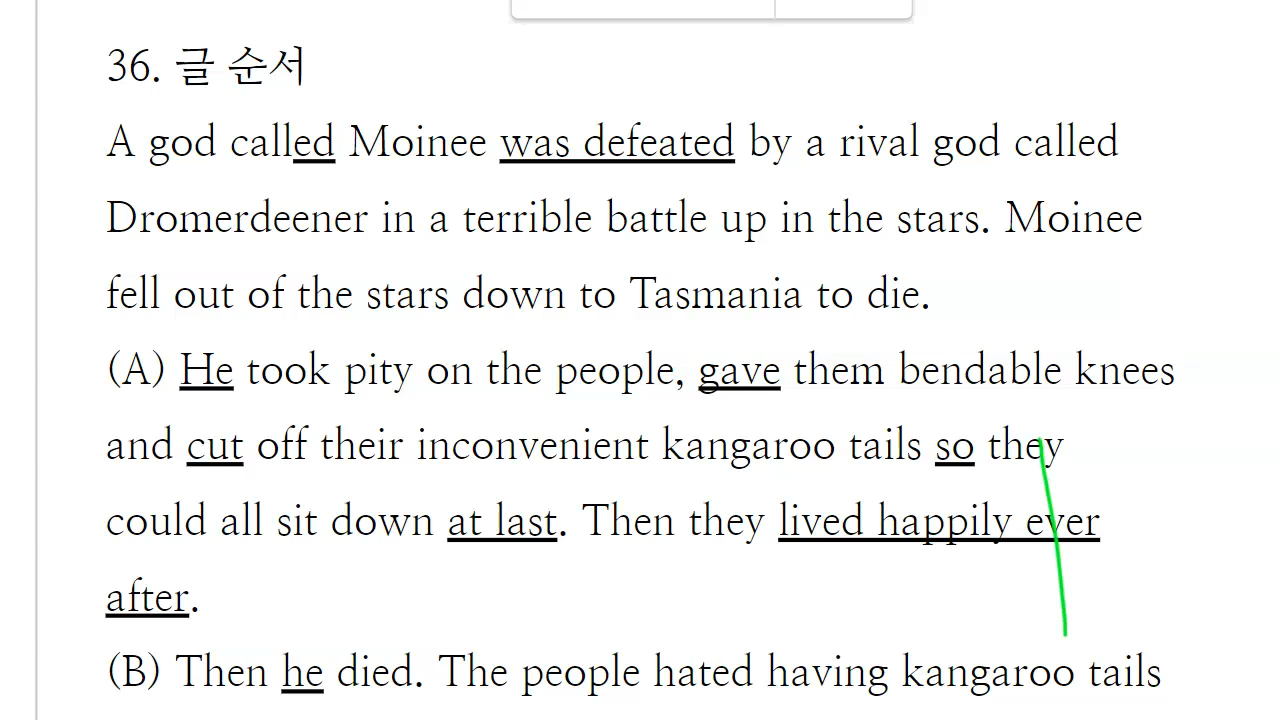 36. 글 순서
A god called Moinee was defeated by a rival god called
Dromerdeener in a terrible battle up in the stars. Moinee
fell out of the stars down to Tasmania to die.
(A) He took pity on the people, gave them bendable knees
and cut off their inconvenient kangaroo tails so they
could all sit down at last. Then they lived happily ever
after.
(B) Then he died. The people hated having kangaroo tails